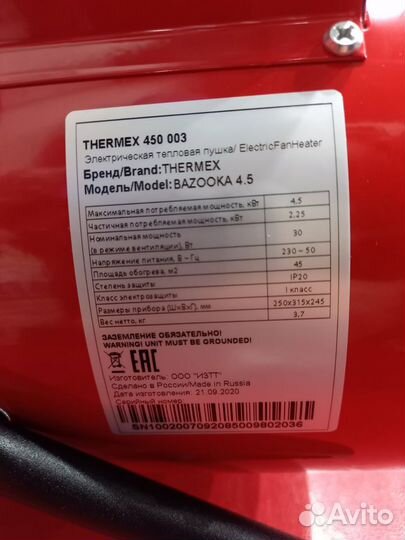 THERMEX 450 003
Электрическая тепловая пушка/ ElectricFanHeater
Бренд/Brand:THERMEX
Модель/Model:BAZOOKA 4.5
Максимальная потребляемая мощность, кВт 4,5
Частичная потребляемая мощность, кВт 2,25
Номинальная мощность
(в режиме вентиляции), Вт 30
Напряжение питания, В ~ Гц 230 ~ 50
Площадь обогрева, м2 45
Степень защиты IP20
Класс электрозащиты I класс
Размеры прибора (Ш×В×Г), мм 250x315x245
Вес нетто, кг 3,7
ЗАЗЕМЛЕНИЕ ОБЯЗАТЕЛЬНО!
WARNING! UNIT MUST BE GROUNDED!
EAC
Изготовитель: ООО "ИЗТТ"
Сделано в России/Made in Russia
Дата изготовления: 21.09.2020
Серийный номер:
SN1002007092085009802036
Avito